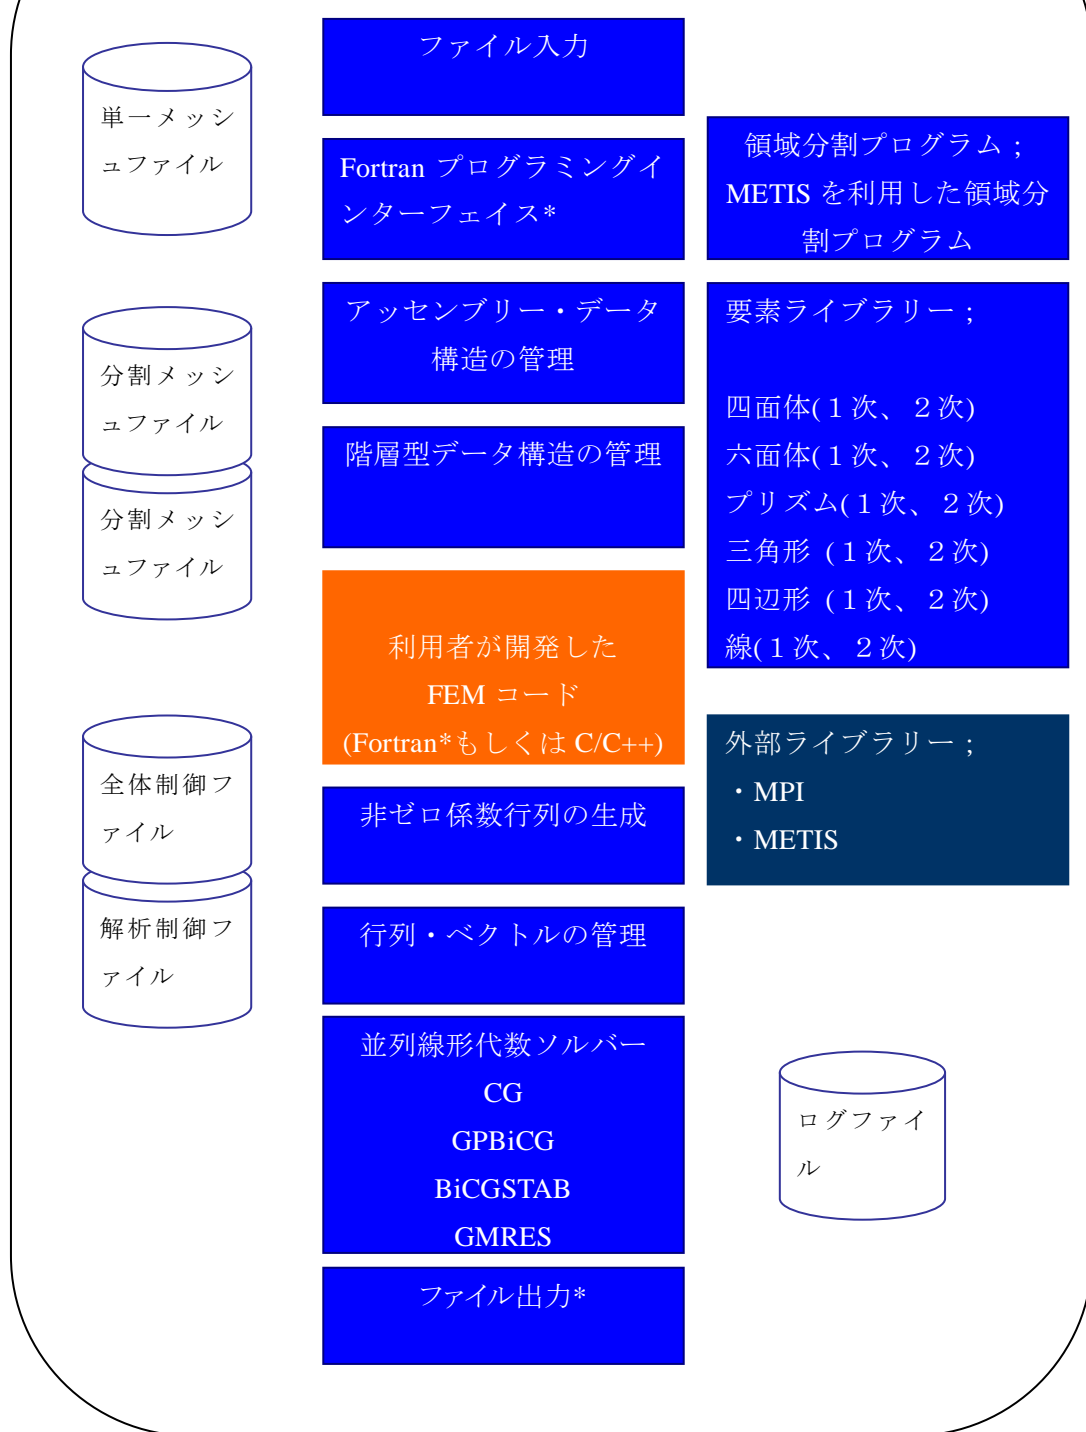 ファイル入力
単一メッシ
ュファイル
Fortran プログラミングイ
ンターフェイス*
領域分割プログラム；
METIS を利用した領域分
割プログラム
アッセンブリー・データ
構造の管理
分割メッシ
ュファイル
階層型データ構造の管理
分割メッシ
ュファイル
要素ライブラリー；
四面体(１次、２次)
六面体(１次、２次)
プリズム(１次、２次)
三角形 (１次、２次)
四辺形 (１次、２次)
線(１次、２次)
利用者が開発した
FEM コード
(Fortran*もしくは C/C++)
外部ライブラリー；
・MPI
・METIS
全体制御フ
ァイル
非ゼロ係数行列の生成
解析制御フ
ァイル
行列・ベクトルの管理
並列線形代数ソルバー
CG
GPBiCG
BiCGSTAB
GMRES
ログファイ
ル
ファイル出力*